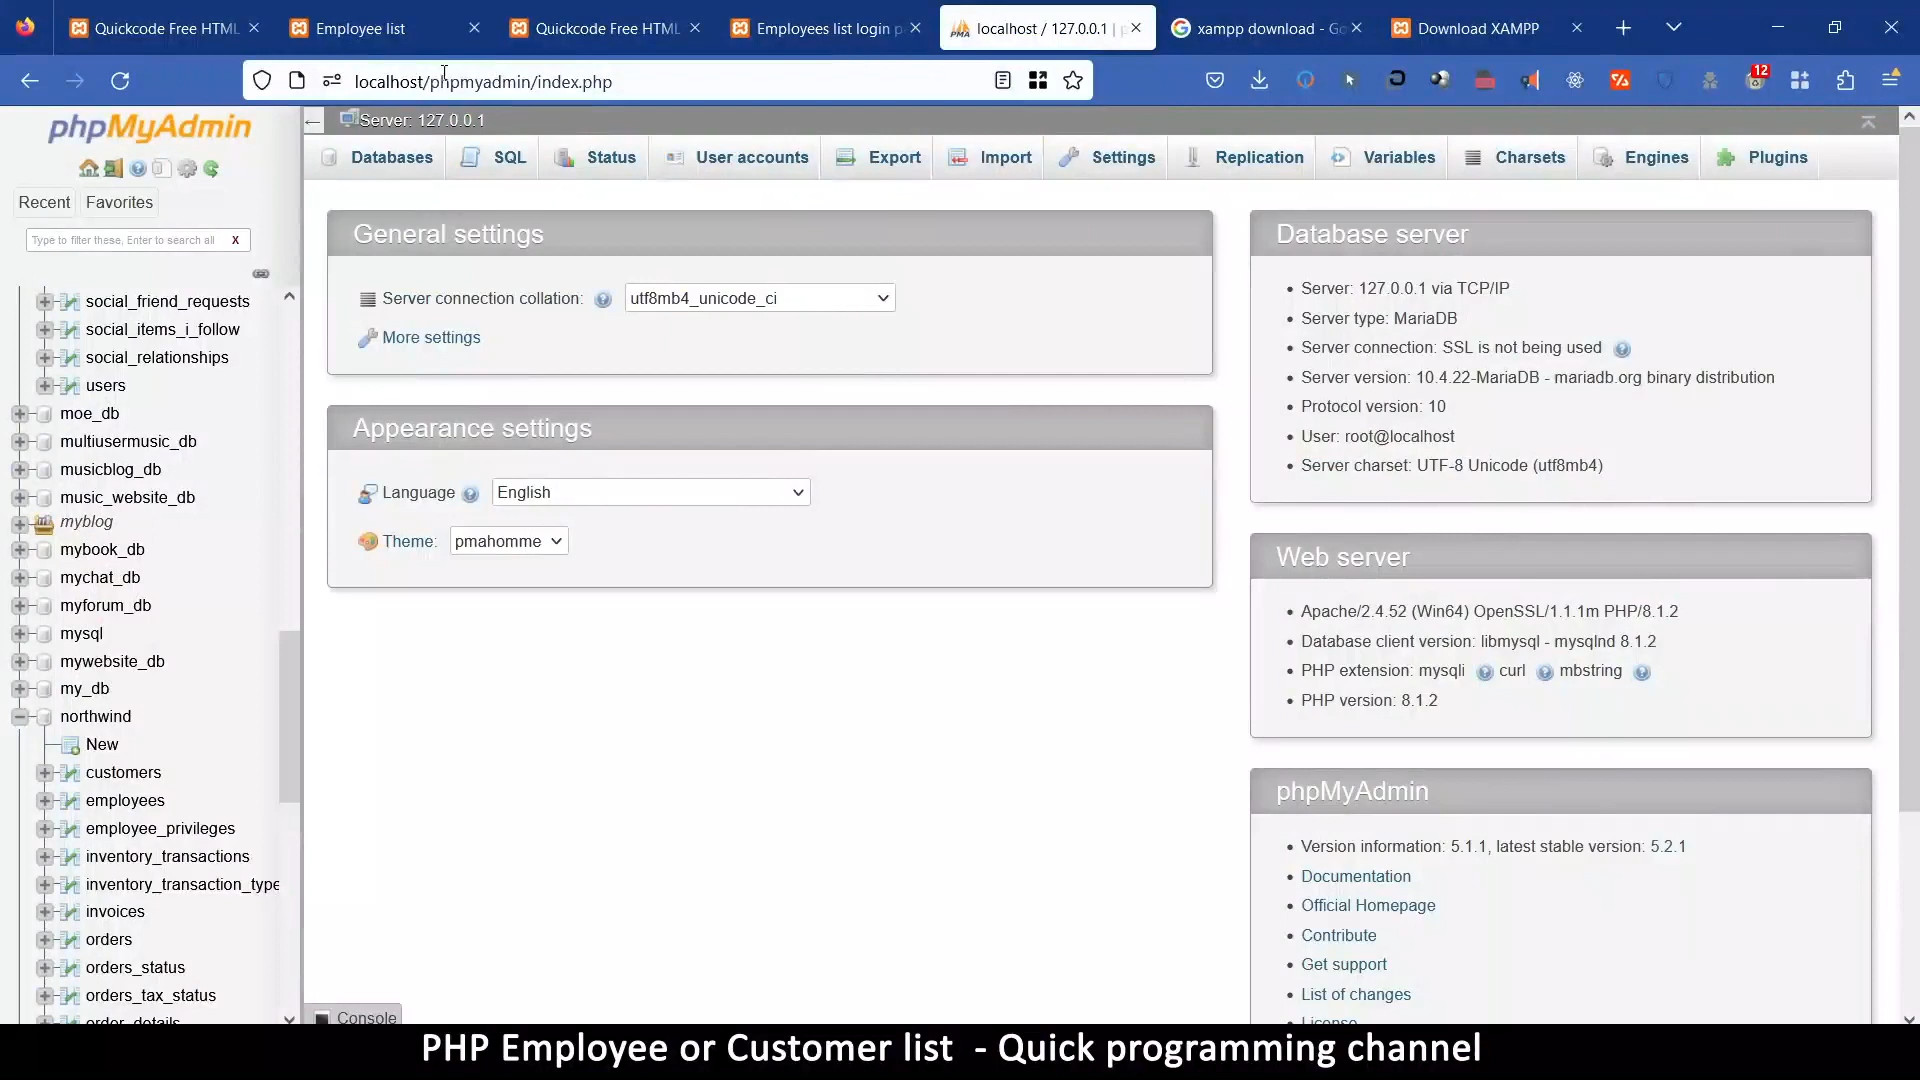 Quickcode Free HTML
Employee list
Quickcode Free HTML
Employees list login p
PMA
localhost / 127.0.0.1 | p
xampp download - Go
Download XAMPP
localhost/phpmyadmin/index.php
12
phpMyAdmin
Recent
Favorites
Type to filter these, Enter to search all
X
social_friend_requests
social_items_i_follow
social_relationships
users
moe_db
multiusermusic_db
musicblog_db
music_website_db
myblog
mybook_db
mychat_db
myforum_db
mysql
mywebsite_db
my_db
northwind
New
customers
employees
employee_privileges
inventory_transactions
inventory_transaction_type
invoices
orders
orders_status
orders_tax_status
order_details
Server: 127.0.0.1
Databases
SQL
Status
User accounts
Export
Import
Settings
Replication
Variables
Charsets
Engines
Plugins
General settings
Server connection collation:
utf8mb4_unicode_ci
More settings
Appearance settings
Language
English
Theme:
pmahomme
Database server
• Server: 127.0.0.1 via TCP/IP
• Server type: MariaDB
• Server connection: SSL is not being used
• Server version: 10.4.22-MariaDB - mariadb.org binary distribution
• Protocol version: 10
• User: root@localhost
• Server charset: UTF-8 Unicode (utf8mb4)
Web server
• Apache/2.4.52 (Win64) OpenSSL/1.1.1m PHP/8.1.2
• Database client version: libmysql - mysqlnd 8.1.2
• PHP extension: mysqli curl mbstring
• PHP version: 8.1.2
phpMyAdmin
• Version information: 5.1.1, latest stable version: 5.2.1
• Documentation
• Official Homepage
• Contribute
• Get support
• List of changes
• License
Console
PHP Employee or Customer list - Quick programming channel